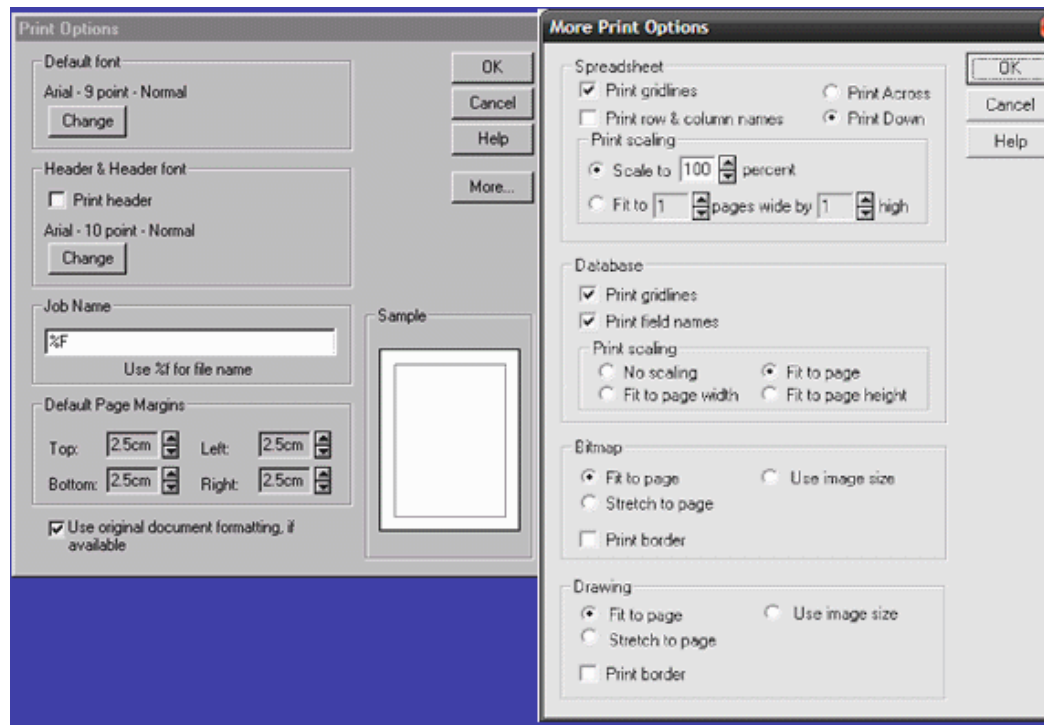 Print Options
Default font
Arial - 9 point - Normal
Change
OK
Cancel
Help
More...
Header & Header font
Print header
Arial - 10 point - Normal
Change
Job Name
%F
Use %f for file name
Sample
Default Page Margins
Top: 2.5cm Left: 2.5cm
Bottom: 2.5cm Right: 2.5cm
Use original document formatting, if
available
More Print Options
Spreadsheet
Print gridlines Print Across
Print row & column names Print Down
Print scaling
Scale to 100 percent
Fit to 1 pages wide by 1 high
OK
Cancel
Help
Database
Print gridlines
Print field names
Print scaling
No scaling Fit to page
Fit to page width Fit to page height
Bitmap
Fit to page Use image size
Stretch to page
Print border
Drawing
Fit to page Use image size
Stretch to page
Print border